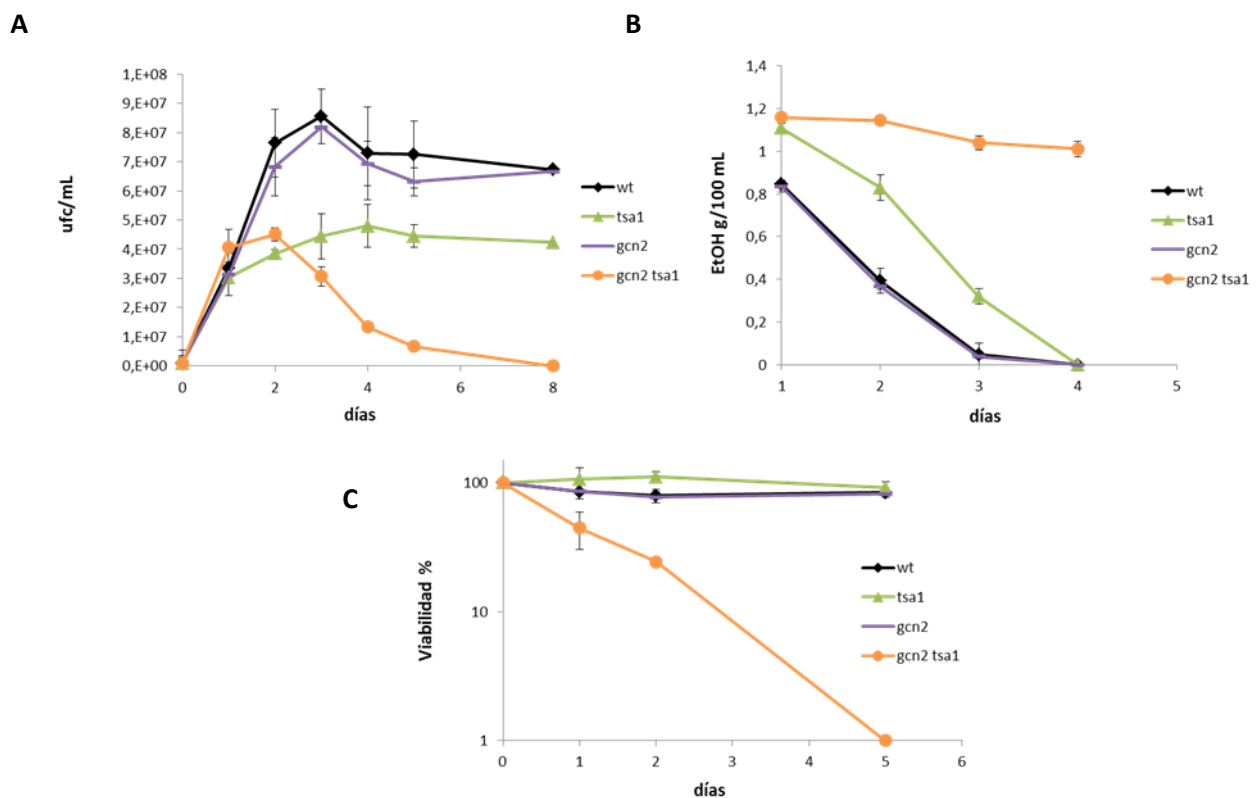 A
B
1,E+08
9,E+07
8,E+07
7,E+07
6,E+07
5,E+07
4,E+07
3,E+07
2,E+07
1,E+07
0,E+00
ufc/mL
0
2
4
6
8
días
wt
tsa1
gcn2
gcn2 tsa1
1,4
1,2
1
0,8
0,6
0,4
0,2
0
EtOH g/100 mL
1
2
3
4
5
días
wt
tsa1
gcn2
gcn2 tsa1
C
100
10
1
Viabilidad %
0
1
2
3
4
5
6
días
wt
tsa1
gcn2
gcn2 tsa1